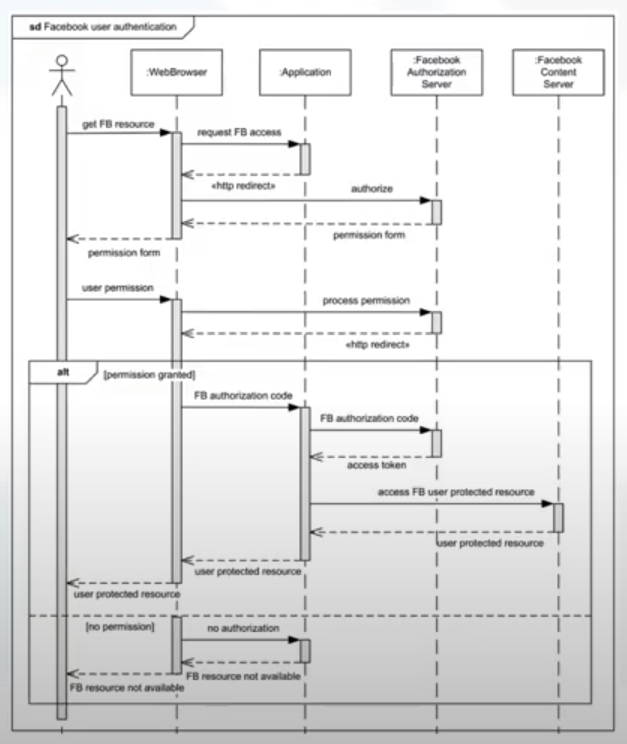 sd Facebook user authentication
:WebBrowser
:Application
:Facebook
Authorization
Server
:Facebook
Content
Server
get FB resource
request FB access
«http redirect»
authorize
permission form
permission form
user permission
process permission
«http redirect»
alt
[permission granted]
FB authorization code
FB authorization code
access token
access FB user protected resource
user protected resource
user protected resource
user protected resource
[no permission]
no authorization
FB resource not available
FB resource not available